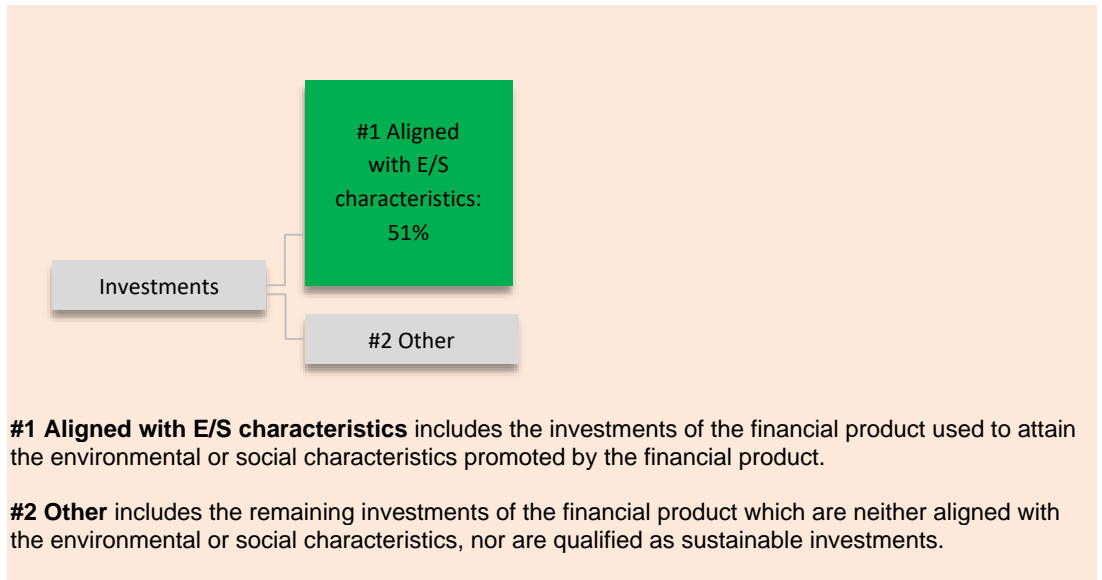 #1 Aligned
with E/S
characteristics:
51%
Investments
#2 Other
#1 Aligned with E/S characteristics includes the investments of the financial product used to attain
the environmental or social characteristics promoted by the financial product.
#2 Other includes the remaining investments of the financial product which are neither aligned with
the environmental or social characteristics, nor are qualified as sustainable investments.